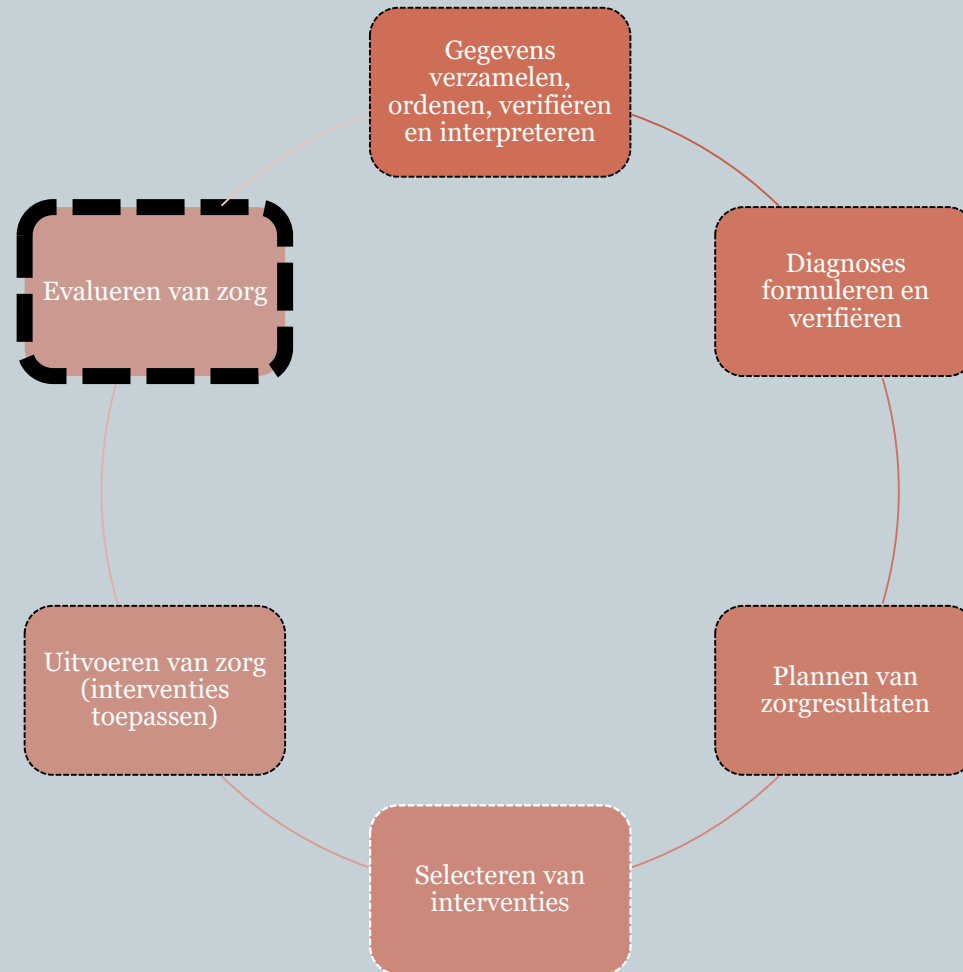 Gegevens
verzamelen,
ordenen, verifiëren
en interpreteren
Diagnoses
formuleren en
verifiëren
Plannen van
zorgresultaten
Selecteren van
interventies
Uitvoeren van zorg
(interventies
toepassen)
Evalueren van zorg